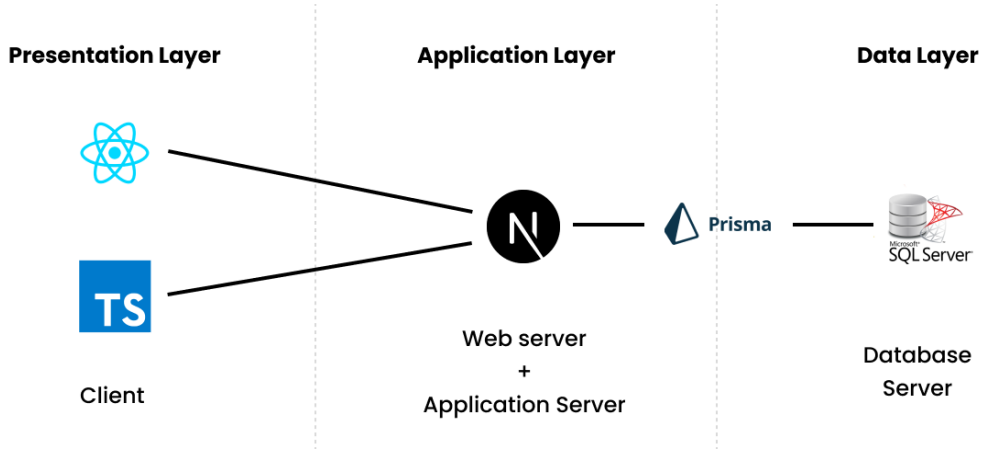 Presentation Layer
Application Layer
Data Layer
TS
N
Prisma
Microsoft®
SQL Server
Client
Web server
+
Application Server
Database
Server